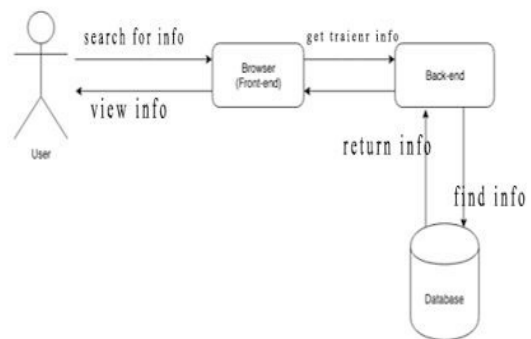 search for info
get traienr info
Browser
(Front-end)
Back-end
view info
User
return info
find info
Database